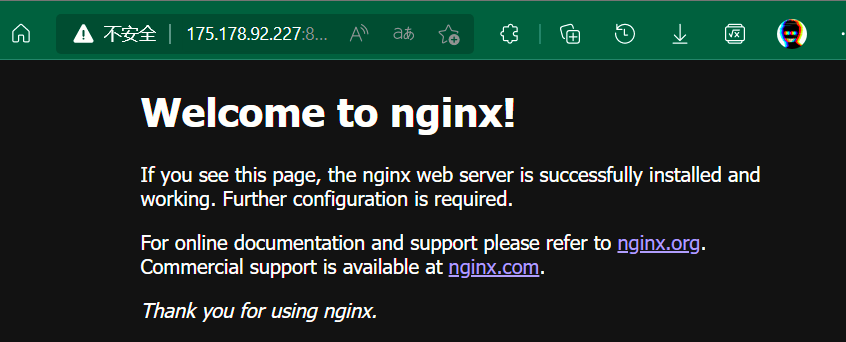 不安全 | 175.178.92.227:8...
Welcome to nginx!
If you see this page, the nginx web server is successfully installed and
working. Further configuration is required.
For online documentation and support please refer to nginx.org.
Commercial support is available at nginx.com.
Thank you for using nginx.